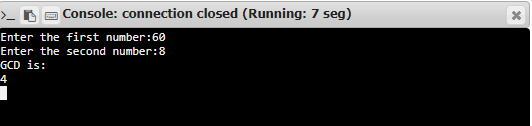 Console: connection closed (Running: 7 seg)
Enter the first number:60
Enter the second number:8
GCD is:
4